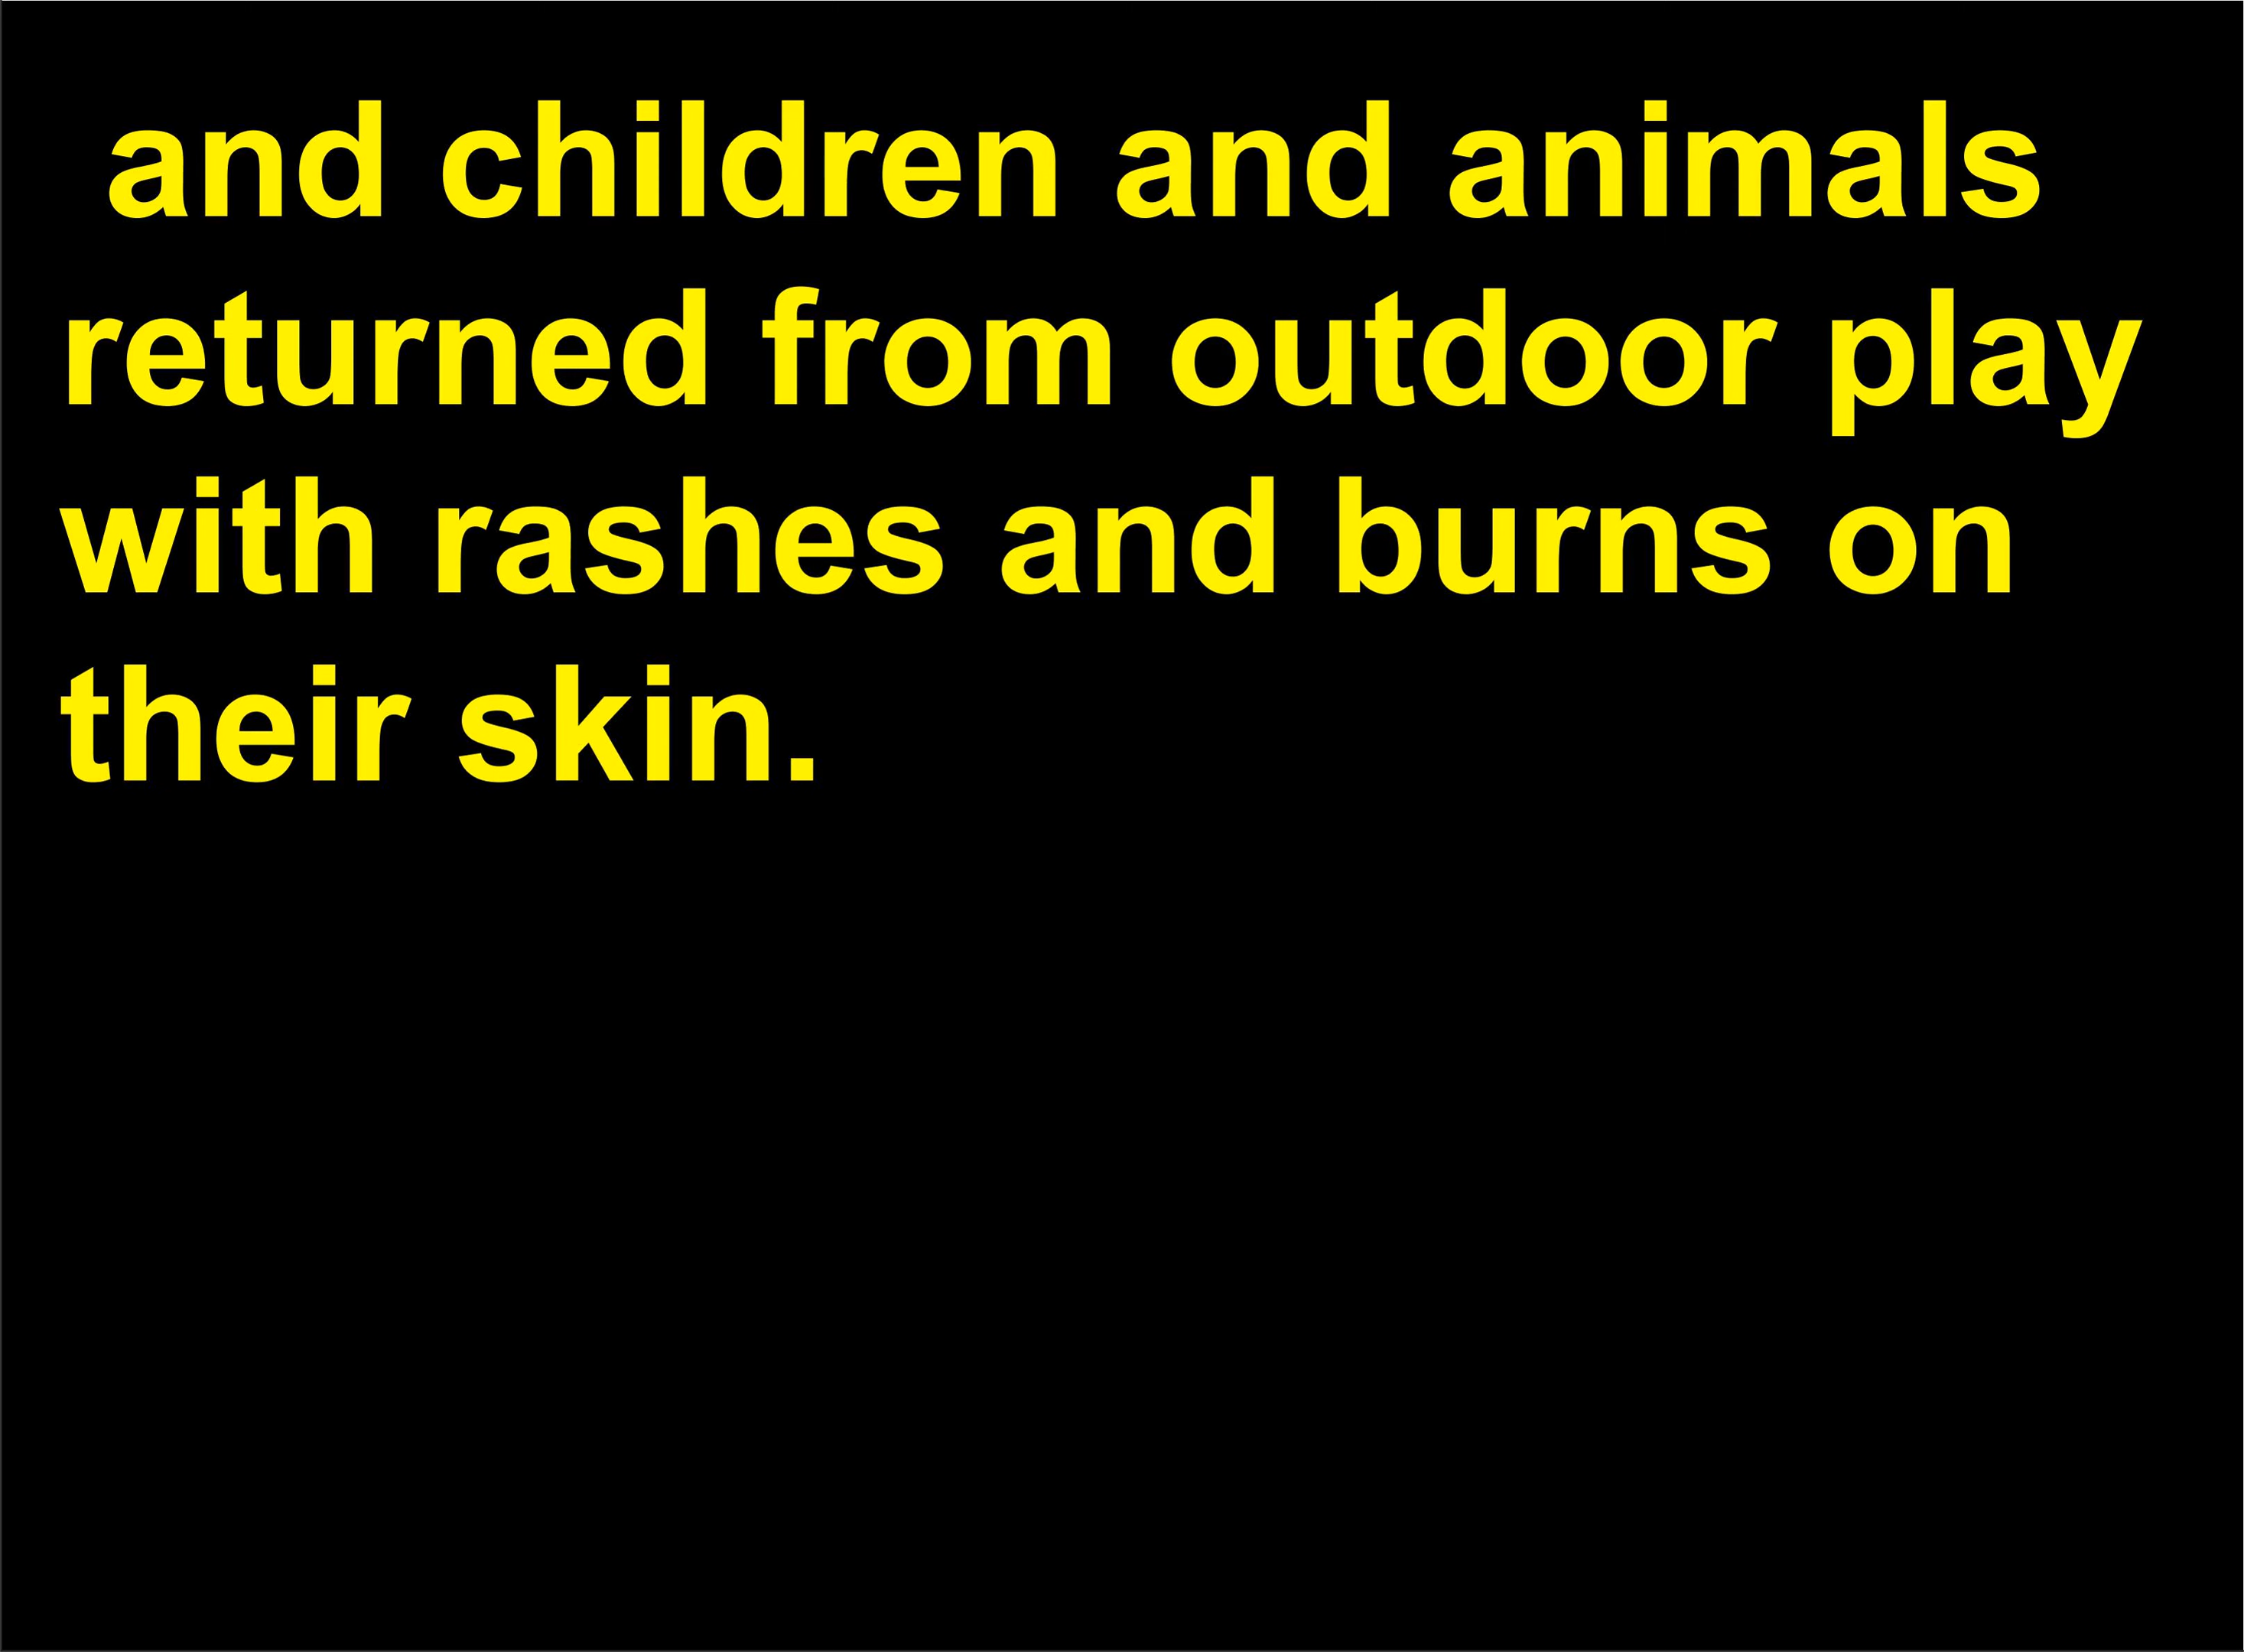 and children and animals
returned from outdoor play
with rashes and burns on
their skin.